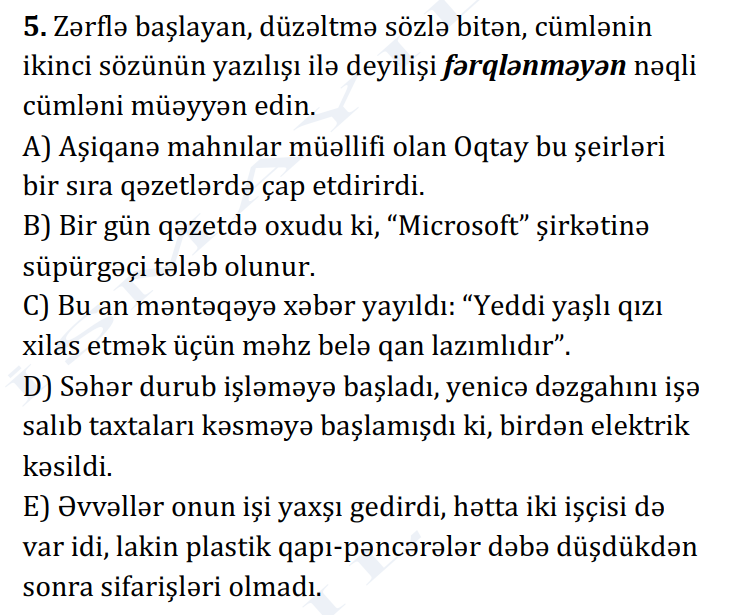 5. Zərflə başlayan, düzəltmə sözlə bitən, cümlənin
ikinci sözünün yazılışı ilə deyilişi fərqlənməyən nəqli
cümləni müəyyən edin.
A) Aşiqanə mahnılar müəllifi olan Oqtay bu şeirləri
bir sıra qəzetlərdə çap etdirirdi.
B) Bir gün qəzetdə oxudu ki, “Microsoft” şirkətinə
süpürgəçi tələb olunur.
C) Bu an məntəqəyə xəbər yayıldı: “Yeddi yaşlı qızı
xilas etmək üçün məhz belə qan lazımlıdır”.
D) Səhər durub işləməyə başladı, yenicə dəzgahını işə
salıb taxtaları kəsməyə başlamışdı ki, birdən elektrik
kəsildi.
E) Əvvəllər onun işi yaxşı gedirdi, hətta iki işçisi də
var idi, lakin plastik qapı-pəncərələr dəbə düşdükdən
sonra sifarişləri olmadı.